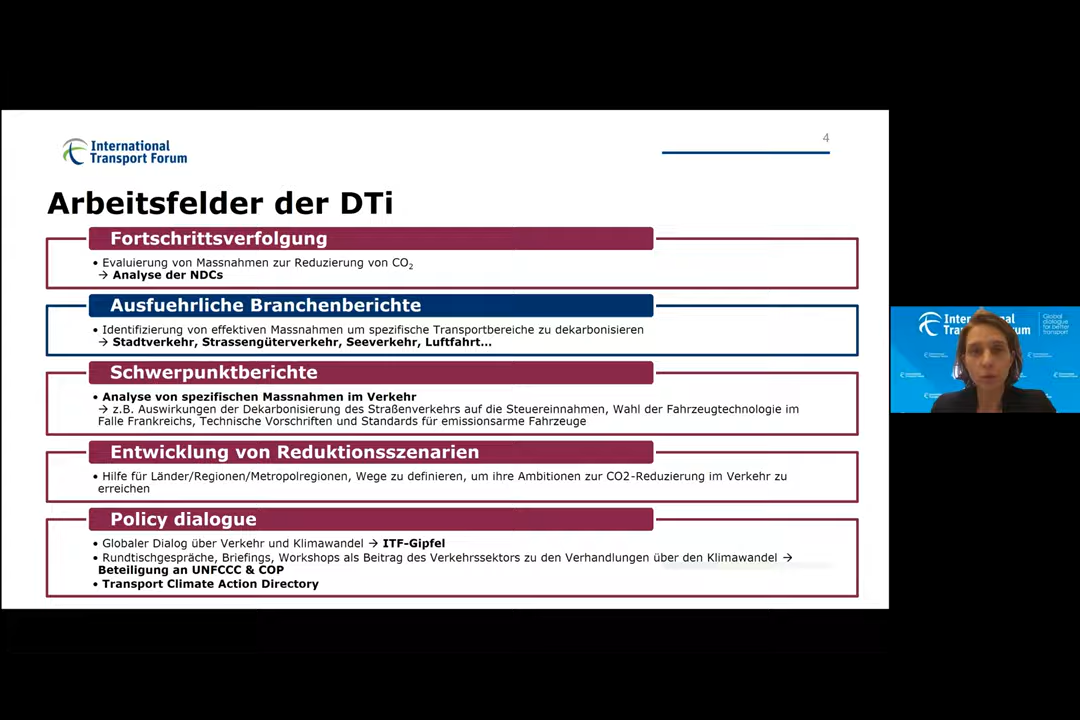 4
International
Transport Forum
Arbeitsfelder der DTi
Fortschrittsverfolgung
• Evaluierung von Massnahmen zur Reduzierung von CO2
→ Analyse der NDCs
Ausfuehrliche Branchenberichte
• Identifizierung von effektiven Massnahmen um spezifische Transportbereiche zu dekarbonisieren
→ Stadtverkehr, Strassengüterverkehr, Seeverkehr, Luftfahrt...
Schwerpunktberichte
• Analyse von spezifischen Massnahmen im Verkehr
→ z.B. Auswirkungen der Dekarbonisierung des Straßenverkehrs auf die Steuereinnahmen, Wahl der Fahrzeugtechnologie im
Falle Frankreichs, Technische Vorschriften und Standards für emissionsarme Fahrzeuge
Entwicklung von Reduktionsszenarien
• Hilfe für Länder/Regionen/Metropolregionen, Wege zu definieren, um ihre Ambitionen zur CO2-Reduzierung im Verkehr zu
erreichen
Policy dialogue
• Globaler Dialog über Verkehr und Klimawandel → ITF-Gipfel
• Rundtischgespräche, Briefings, Workshops als Beitrag des Verkehrssektors zu den Verhandlungen über den Klimawandel →
Beteiligung an UNFCCC & COP
• Transport Climate Action Directory
Global
dialogue
for better
transport